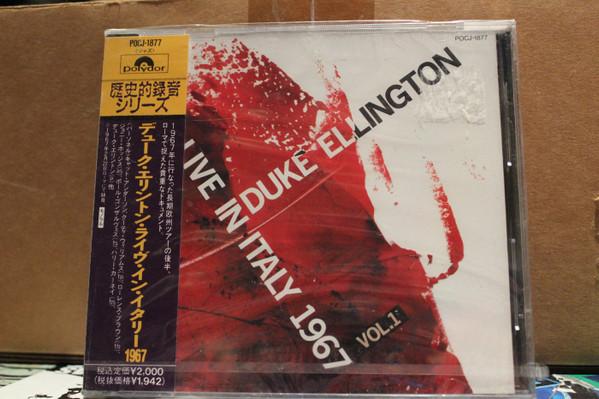 POCJ-1877
(ジャズ)
polydor
歴史的録音
シリーズ
1967年に行なった長期欧州ツアーの後半、
ローマで捉えた貴重なドキュメント。
デューク・エリントン・ライヴ・イン・イタリー 1967
税込定価¥2,000
(税抜価格¥1,942)
POCJ-1877
DUKE ELLINGTON
LIVE IN ITALY 1967
VOL.1